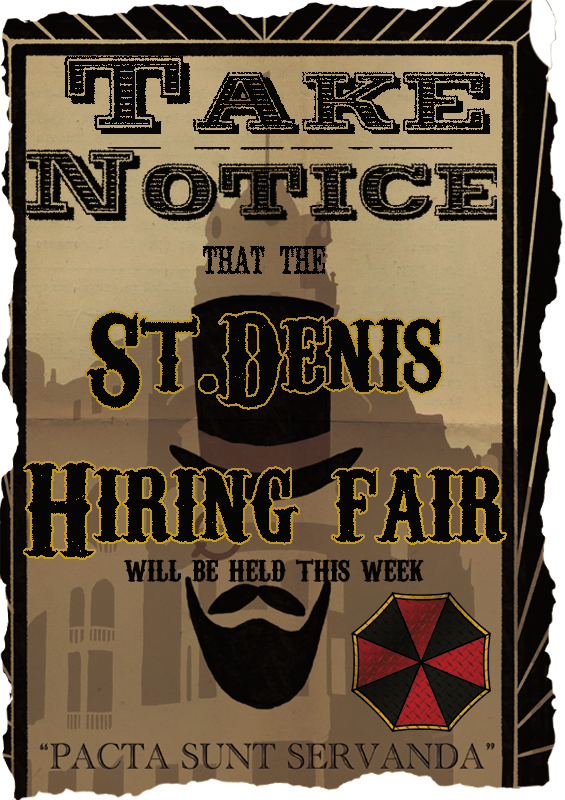 TAKE
NOTICE
THAT THE
ST. DENIS
HIRING FAIR
WILL BE HELD THIS WEEK
"PACTA SUNT SERVANDA"